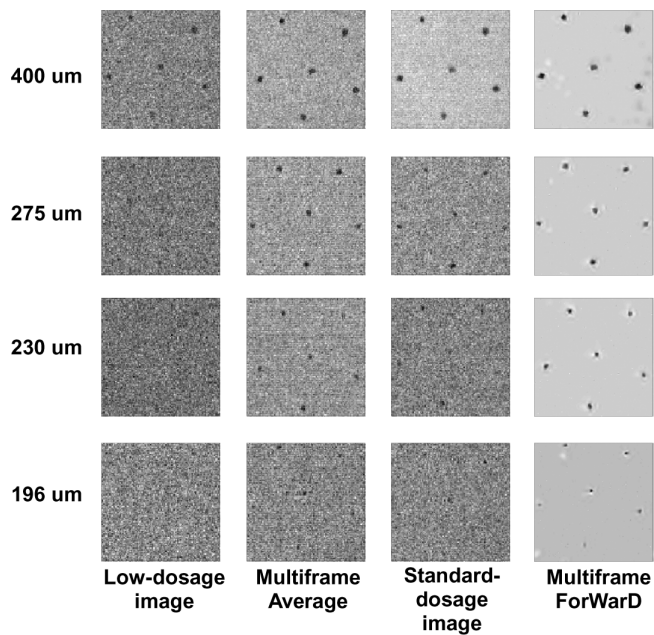 400 um
275 um
230 um
196 um
Low-dosage
image
Multiframe
Average
Standard-
dosage
image
Multiframe
ForWarD